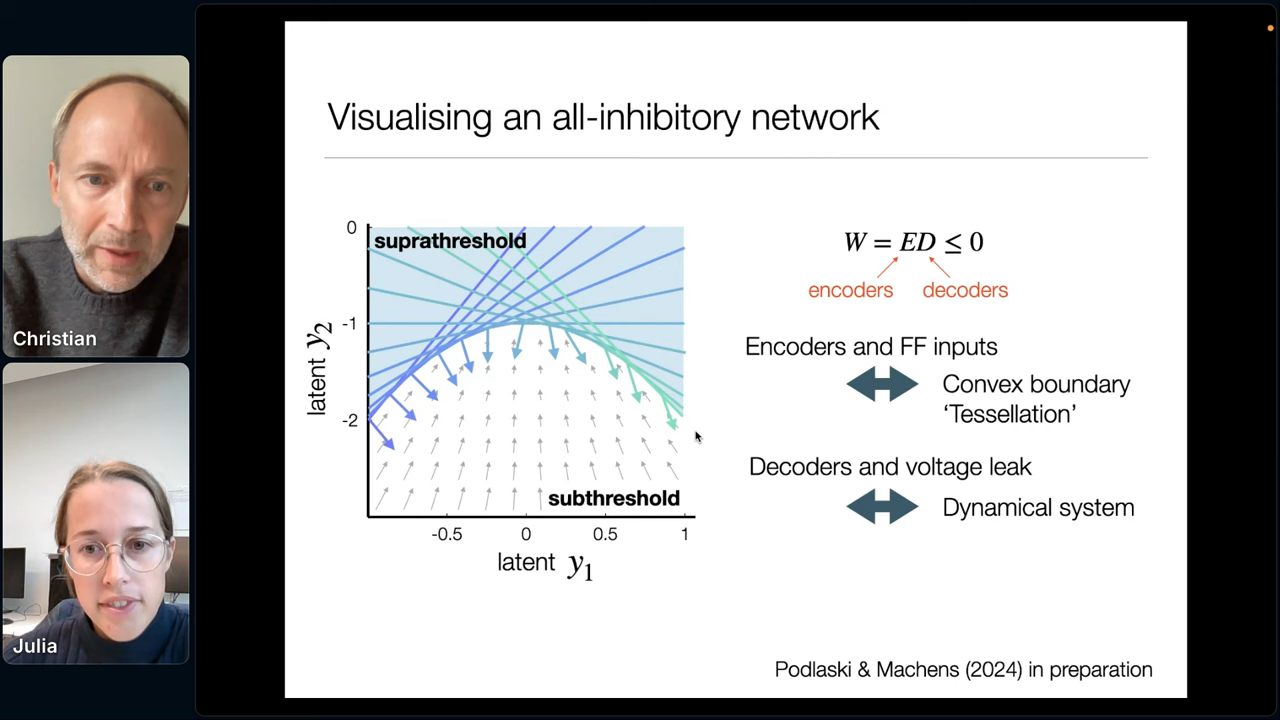 Christian
Julia
Visualising an all-inhibitory network
suprathreshold
subthreshold
0
-1
-2
latent y₂
-0.5
0
0.5
1
latent y₁
W = ED ≤ 0
encoders
decoders
Encoders and FF inputs
Convex boundary
‘Tessellation’
Decoders and voltage leak
Dynamical system
Podlaski & Machens (2024) in preparation